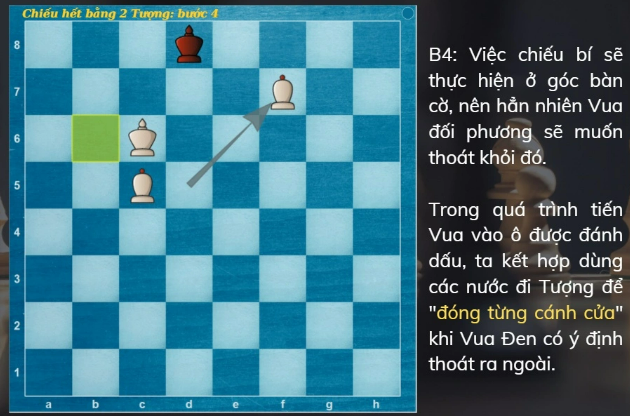 Chiếu hết bằng 2 Tượng: bước 4
8
7
6
5
4
3
2
1
a b c d e f g h
B4: Việc chiếu bí sẽ
thực hiện ở góc bàn
cờ, nên hẳn nhiên Vua
đối phương sẽ muốn
thoát khỏi đó.
Trong quá trình tiến
Vua vào ô được đánh
dấu, ta kết hợp dùng
các nước đi Tượng để
"đóng từng cánh cửa"
khi Vua Đen có ý định
thoát ra ngoài.